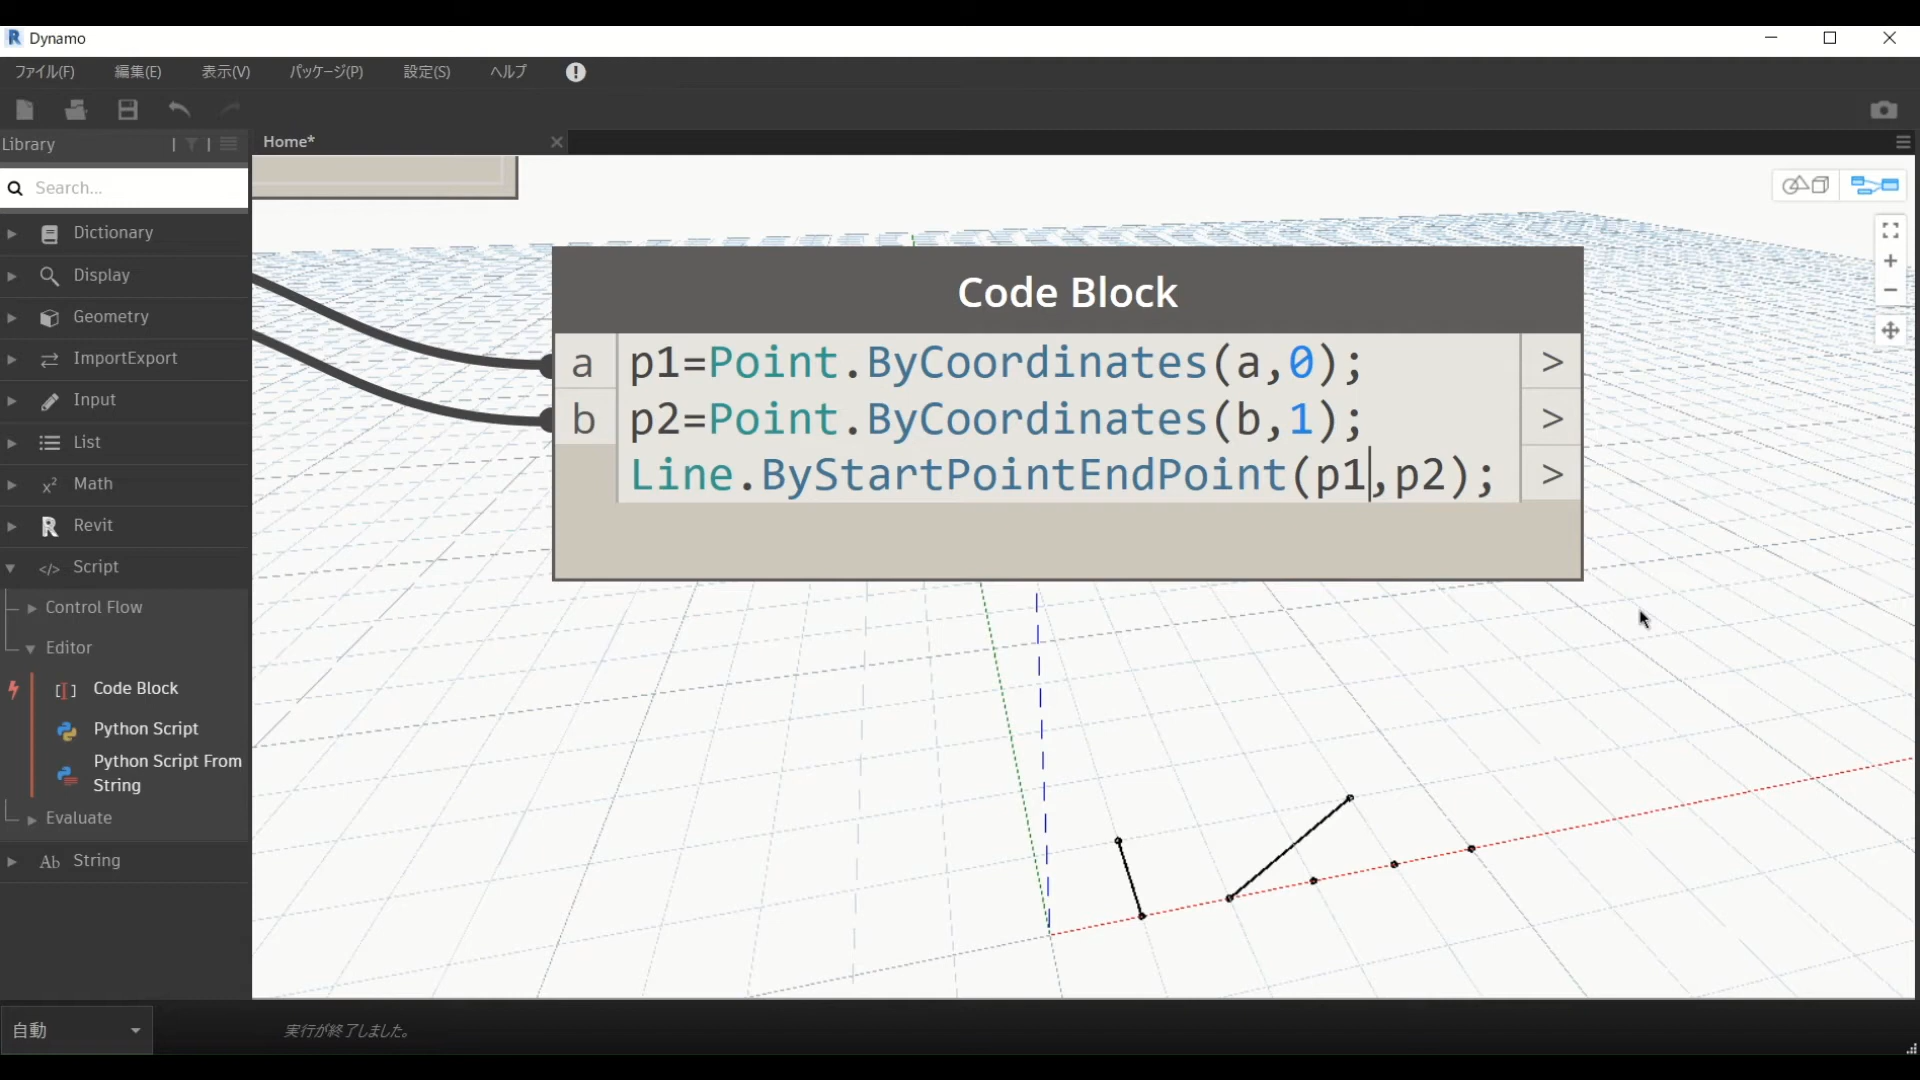 Dynamo
ファイル(F) 編集(E) 表示(V) パッケージ(P) 設定(S) ヘルプ
Library
Home*
Search...
Dictionary
Display
Geometry
ImportExport
Input
List
Math
Revit
Script
Control Flow
Editor
Code Block
Python Script
Python Script From
String
Evaluate
String
Code Block
a p1=Point.ByCoordinates(a,0); >
b p2=Point.ByCoordinates(b,1); >
Line.ByStartPointEndPoint(p1,p2); >
自動
実行が終了しました。